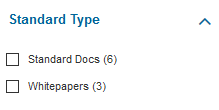 Standard Type
Standard Docs (6)
Whitepapers (3)